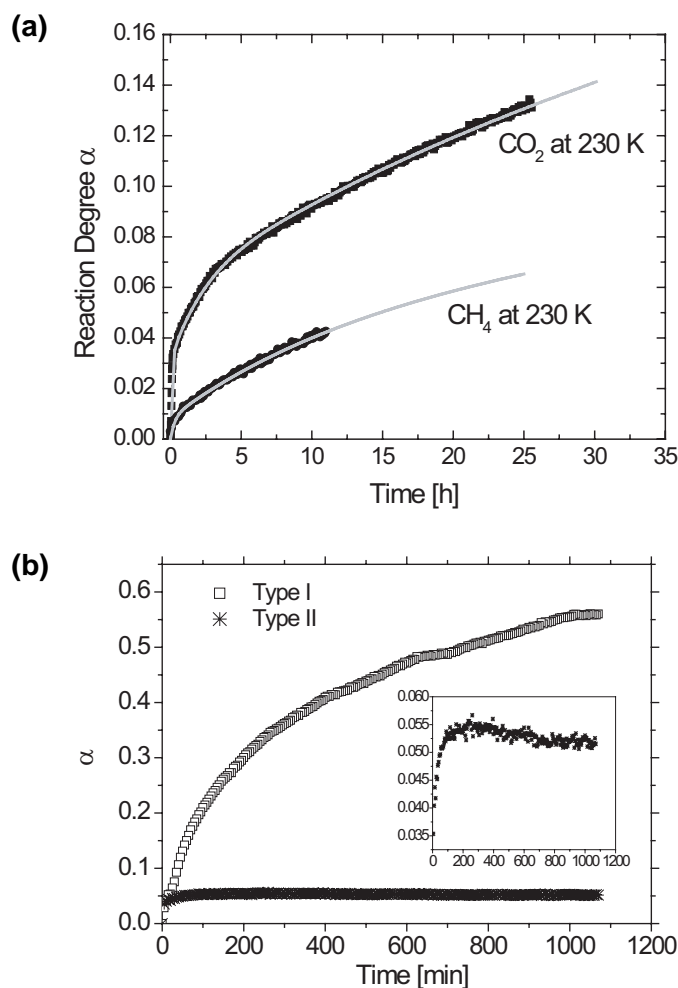 (a)
0.16
0.14
0.12
0.10
0.08
0.06
0.04
0.02
0.00
Reaction Degree α
CO2 at 230 K
CH4 at 230 K
0 5 10 15 20 25 30 35
Time [h]
(b)
0.6
0.5
0.4
0.3
0.2
0.1
0.0
α
Type I
Type II
0.060
0.055
0.050
0.045
0.040
0.035
0 200 400 600 800 1000 1200
0 200 400 600 800 1000 1200
Time [min]